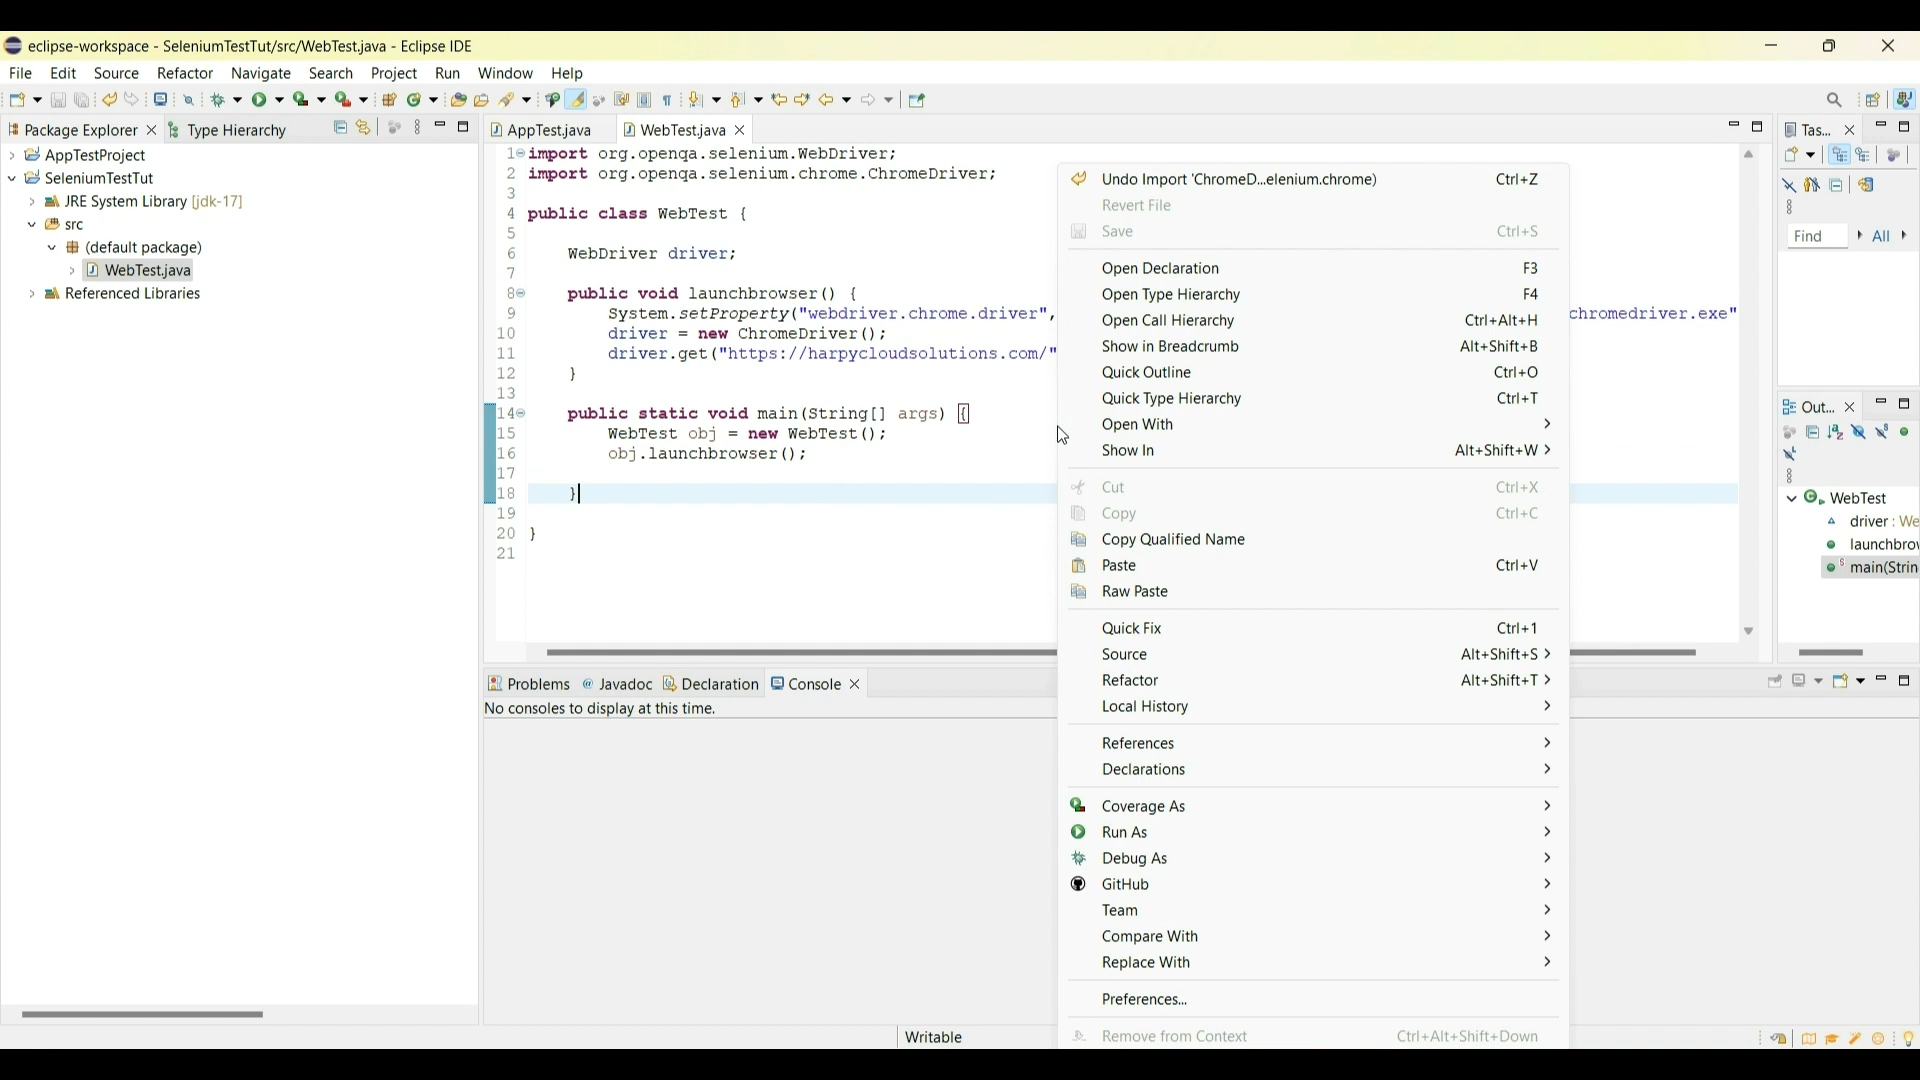 eclipse-workspace - SeleniumTestTut/src/WebTest.java - Eclipse IDE
File Edit Source Refactor Navigate Search Project Run Window Help
Package Explorer Type Hierarchy
AppTestProject
SeleniumTestTut
JRE System Library [jdk-17]
src
(default package)
WebTest.java
Referenced Libraries
AppTest.java WebTest.java
1 import org.openqa.selenium.WebDriver;
2 import org.openqa.selenium.chrome.ChromeDriver;
3
4 public class WebTest {
5
6 WebDriver driver;
7
8 public void launchbrowser() {
9 System.setProperty("webdriver.chrome.driver", chromedriver.exe"
10 driver = new ChromeDriver();
11 driver.get("https://harpycloudsolutions.com/"
12 }
13
14 public static void main(String[] args) {
15 WebTest obj = new WebTest();
16 obj.launchbrowser();
17
18 }
19
20 }
21
Undo Import 'ChromeD...elenium.chrome) Ctrl+Z
Revert File
Save Ctrl+S
Open Declaration F3
Open Type Hierarchy F4
Open Call Hierarchy Ctrl+Alt+H
Show in Breadcrumb Alt+Shift+B
Quick Outline Ctrl+O
Quick Type Hierarchy Ctrl+T
Open With
Show In Alt+Shift+W
Cut Ctrl+X
Copy Ctrl+C
Copy Qualified Name
Paste Ctrl+V
Raw Paste
Quick Fix Ctrl+1
Source Alt+Shift+S
Refactor Alt+Shift+T
Local History
References
Declarations
Coverage As
Run As
Debug As
GitHub
Team
Compare With
Replace With
Preferences...
Remove from Context Ctrl+Alt+Shift+Down
Tas...
Find All
Out...
WebTest
driver : We
launchbrow
main(Strin
Problems Javadoc Declaration Console
No consoles to display at this time.
Writable